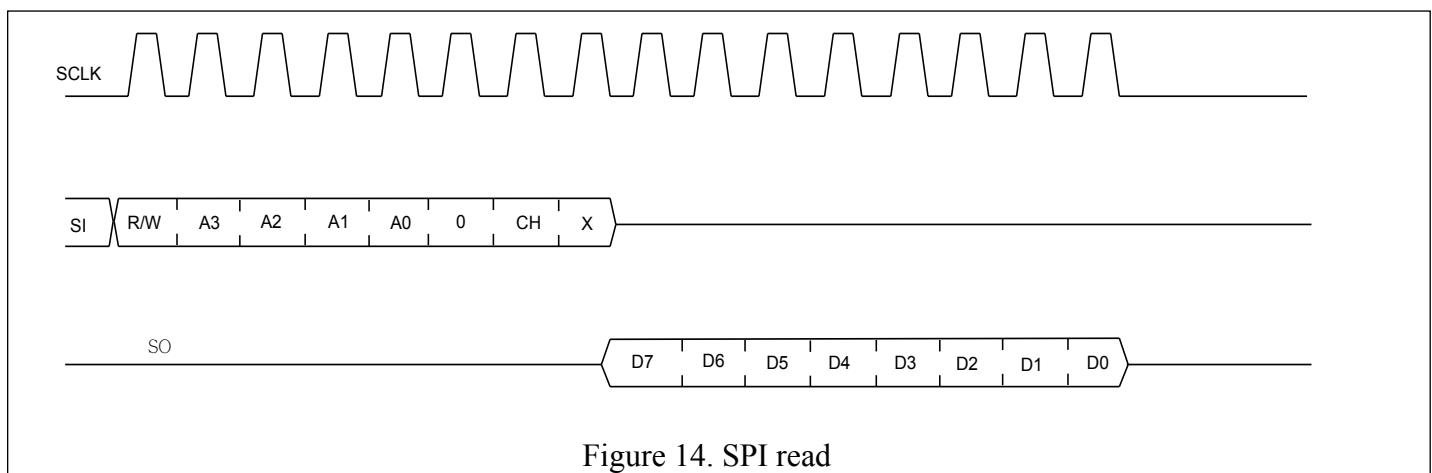 SCLK
SI R/W A3 A2 A1 A0 0 CH X
SO
D7 D6 D5 D4 D3 D2 D1 D0
Figure 14. SPI read